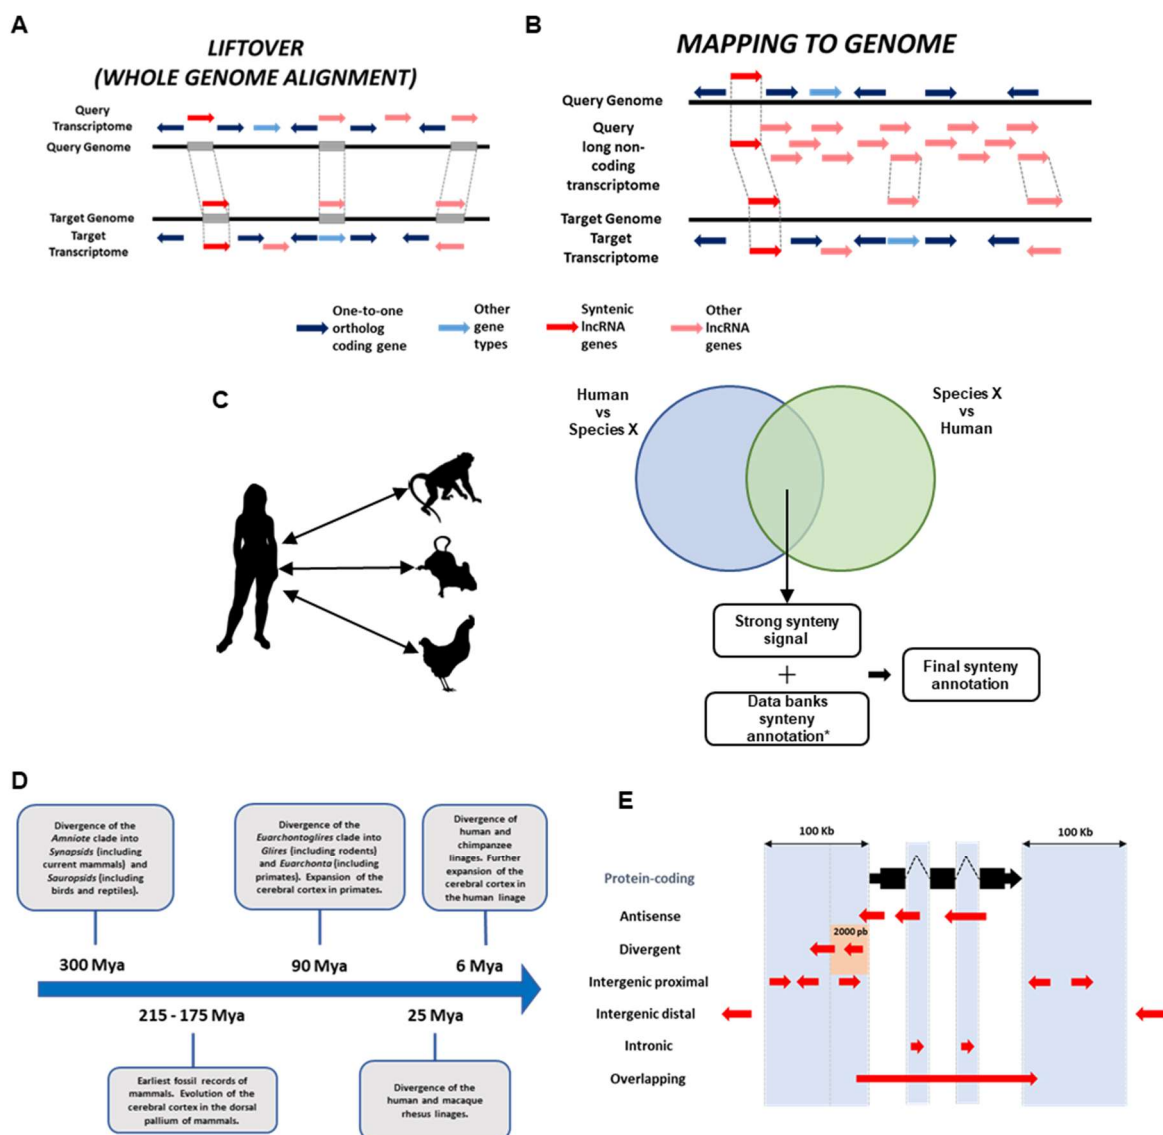 A
LIFTOVER
(WHOLE GENOME ALIGNMENT)
Query
Transcriptome
Query Genome
Target Genome
Target
Transcriptome
B
MAPPING TO GENOME
Query Genome
Query
long non-
coding
transcriptome
Target Genome
Target
Transcriptome
One-to-one
ortholog
coding gene
Other
gene
types
Syntenic
lncRNA
genes
Other
lncRNA
genes
C
Human
vs
Species X
Species X
vs
Human
Strong synteny
signal
+
Data banks
synteny
annotation*
Final synteny
annotation
D
Divergence of the
Amniote clade into
Synapsids (including
current mammals) and
Sauropsids (including
birds and reptiles).
Divergence of the
Euarchontoglires clade into
Glires (including rodents)
and Euarchonta (including
primates). Expansion of the
cerebral cortex in primates.
Divergence of
human and
chimpanzee
linages. Further
expansion of the
cerebral cortex in
the human linage
300 Mya
90 Mya
6 Mya
215 - 175 Mya
25 Mya
Earliest fossil records of
mammals. Evolution of the
cerebral cortex in the dorsal
pallium of mammals.
Divergence of the
human and macaque
rhesus linages.
E
100 Kb
100 Kb
Protein-coding
Antisense
2000 pb
Divergent
Intergenic proximal
Intergenic distal
Intronic
Overlapping